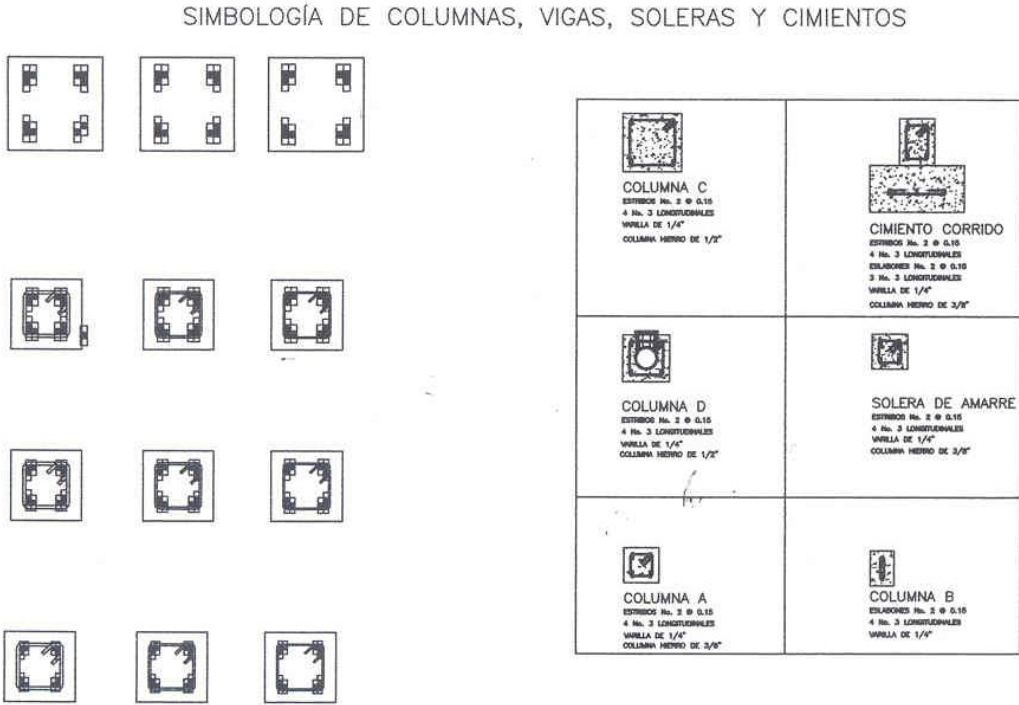 SIMBOLOGÍA DE COLUMNAS, VIGAS, SOLERAS Y CIMIENTOS
COLUMNA C
ESTRIBOS No. 2 @ 0.15
4 No. 3 LONGITUDINALES
VARILLA DE 1/4"
COLUMNA HIERRO DE 1/2"
CIMIENTO CORRIDO
ESTRIBOS No. 2 @ 0.15
4 No. 3 LONGITUDINALES
ESLABONES No. 2 @ 0.15
3 No. 3 LONGITUDINALES
VARILLA DE 1/4"
COLUMNA HIERRO DE 3/8"
COLUMNA D
ESTRIBOS No. 2 @ 0.15
4 No. 3 LONGITUDINALES
VARILLA DE 1/4"
COLUMNA HIERRO DE 1/2"
SOLERA DE AMARRE
ESTRIBOS No. 2 @ 0.15
4 No. 3 LONGITUDINALES
VARILLA DE 1/4"
COLUMNA HIERRO DE 3/8"
COLUMNA A
ESTRIBOS No. 2 @ 0.15
4 No. 3 LONGITUDINALES
VARILLA DE 1/4"
COLUMNA HIERRO DE 3/8"
COLUMNA B
ESLABONES No. 2 @ 0.15
4 No. 3 LONGITUDINALES
VARILLA DE 1/4"